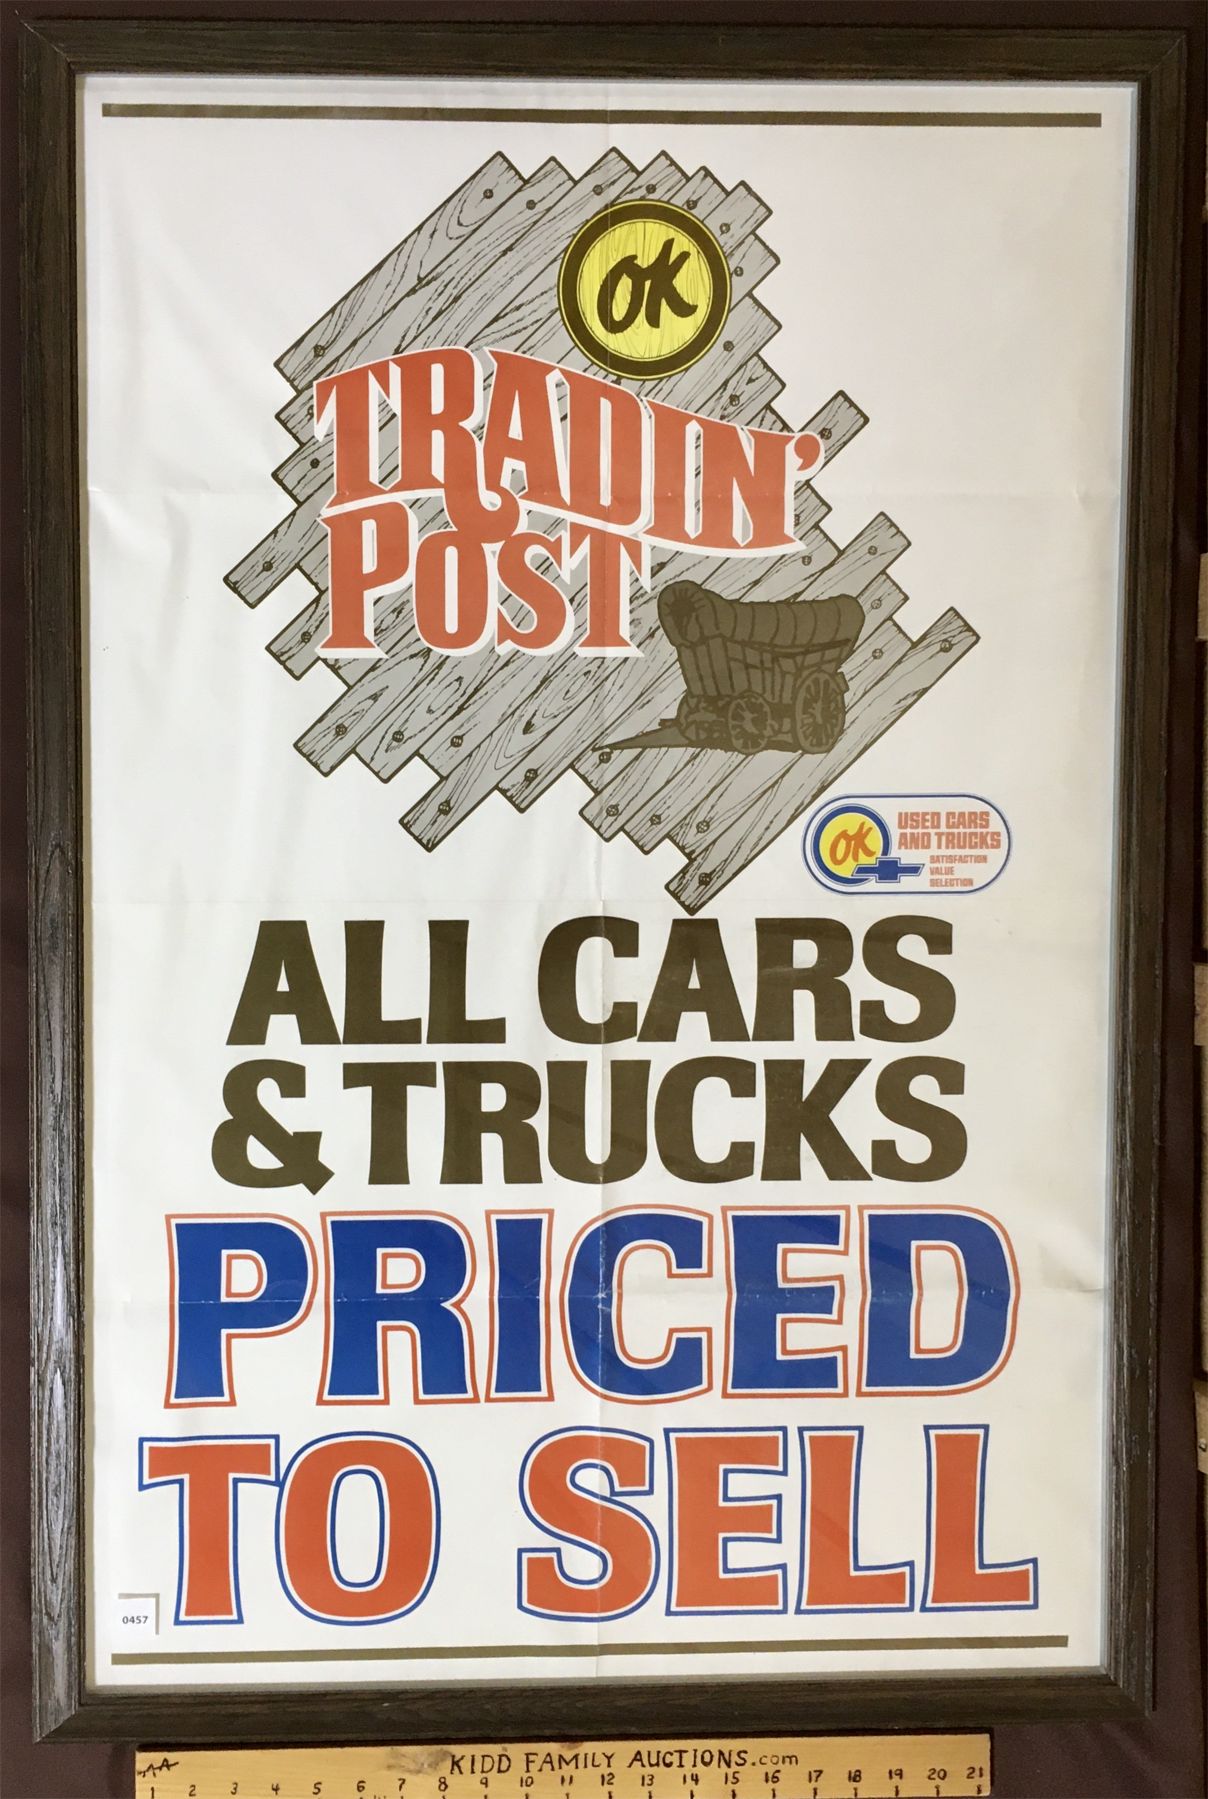 OK
TRADIN'
POST
OK
USED CARS
AND TRUCKS
SATISFACTION
VALUE
SELECTION
ALL CARS
& TRUCKS
PRICED
TO SELL
0457
KIDD FAMILY AUCTIONS.com
AA
1 2 3 4 5 6 7 8 9 10 11 12 13 14 15 16 17 18 19 20 21